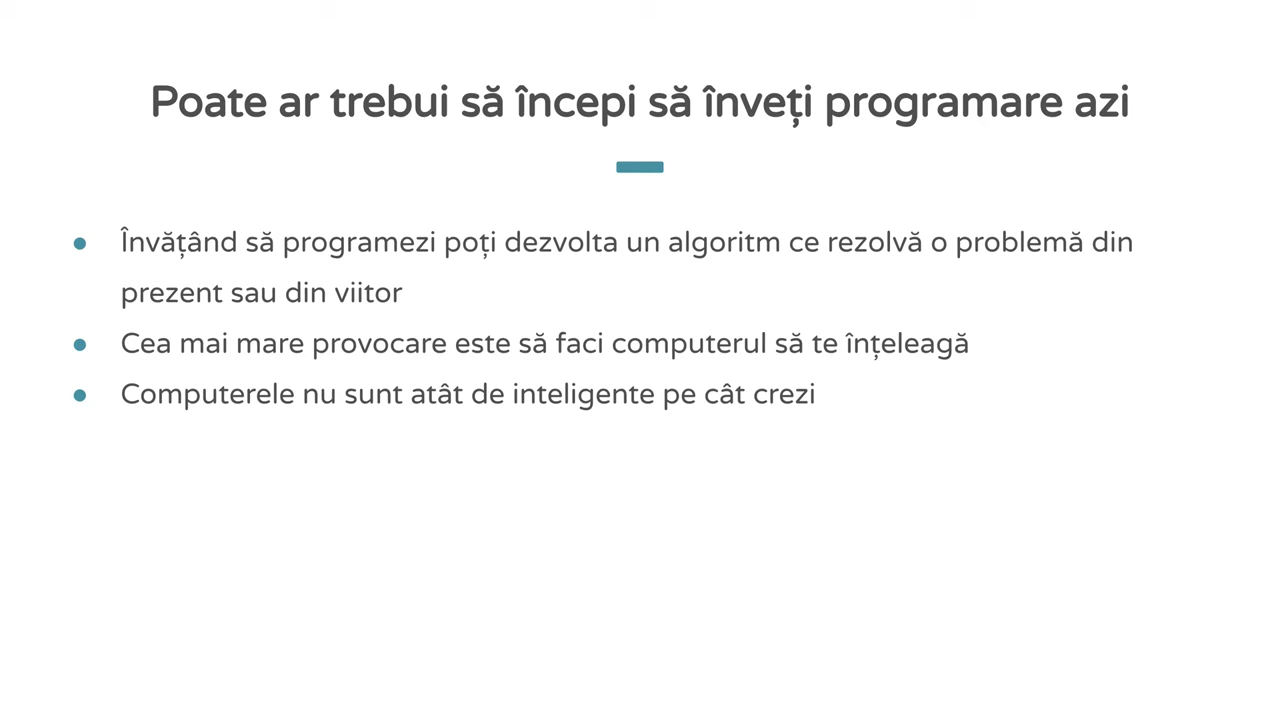 Poate ar trebui să începi să înveți programare azi
● Învățând să programezi poți dezvolta un algoritm ce rezolvă o problemă din
prezent sau din viitor
● Cea mai mare provocare este să faci computerul să te înțeleagă
● Computerele nu sunt atât de inteligente pe cât crezi